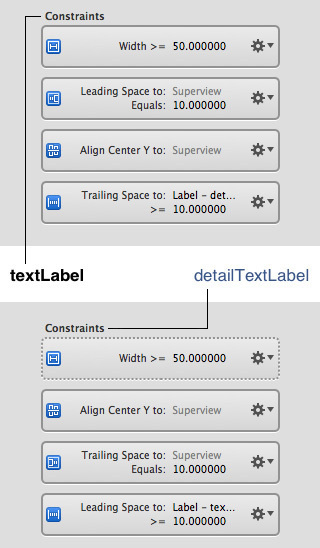 Constraints
Width >= 50.000000
Leading Space to: Superview
Equals: 10.000000
Align Center Y to: Superview
Trailing Space to: Label - det...
>= 10.000000
textLabel
detailTextLabel
Constraints
Width >= 50.000000
Align Center Y to: Superview
Trailing Space to: Superview
Equals: 10.000000
Leading Space to: Label - tex...
>= 10.000000